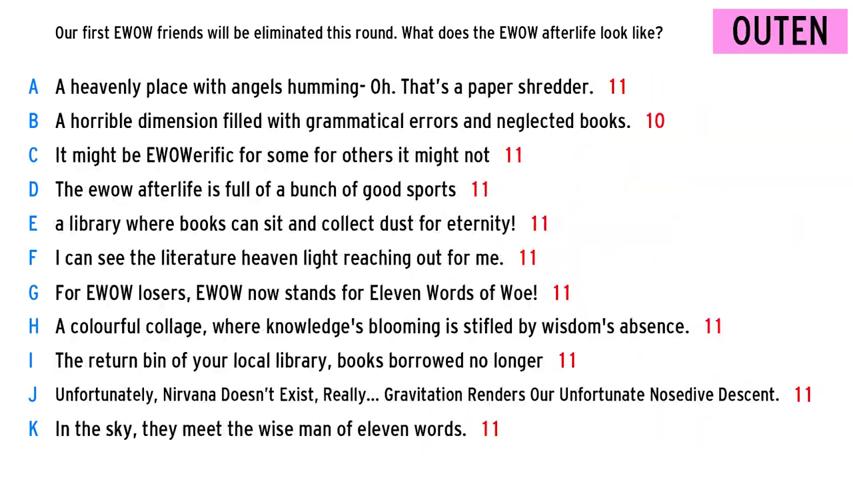 Our first EWOW friends will be eliminated this round. What does the EWOW afterlife look like?
OUTEN
A A heavenly place with angels humming- Oh. That's a paper shredder. 11
B A horrible dimension filled with grammatical errors and neglected books. 10
C It might be EWOWerific for some for others it might not 11
D The ewow afterlife is full of a bunch of good sports 11
E a library where books can sit and collect dust for eternity! 11
F I can see the literature heaven light reaching out for me. 11
G For EWOW losers, EWOW now stands for Eleven Words of Woe! 11
H A colourful collage, where knowledge's blooming is stifled by wisdom's absence. 11
I The return bin of your local library, books borrowed no longer 11
J Unfortunately, Nirvana Doesn't Exist, Really... Gravitation Renders Our Unfortunate Nosedive Descent. 11
K In the sky, they meet the wise man of eleven words. 11